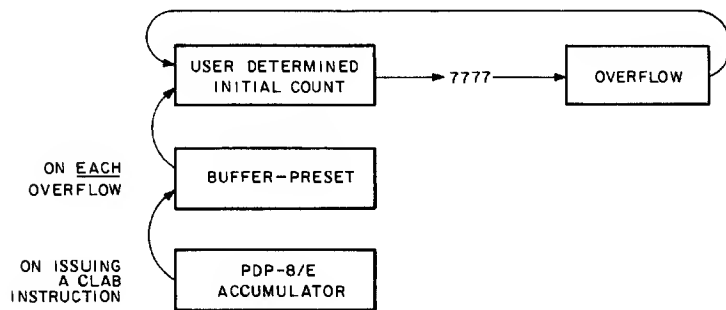 USER DETERMINED
INITIAL COUNT
7777
OVERFLOW
ON EACH
OVERFLOW
BUFFER-PRESET
ON ISSUING
A CLAB
INSTRUCTION
PDP-8/E
ACCUMULATOR